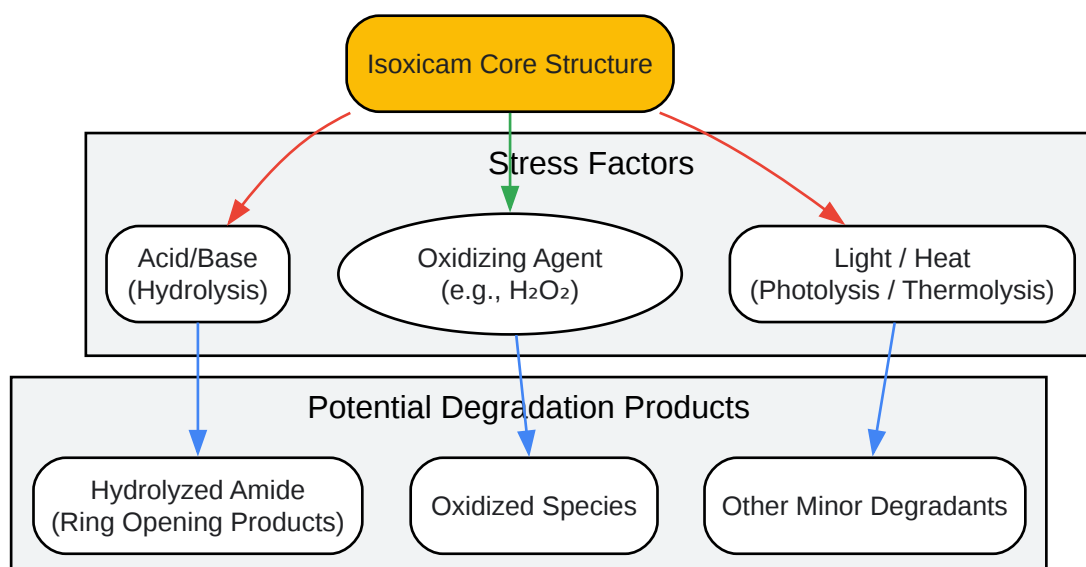 Isoxicam Core Structure
Stress Factors
Acid/Base
(Hydrolysis)
Oxidizing Agent
(e.g., H₂O₂)
Light / Heat
(Photolysis / Thermolysis)
Potential Degradation Products
Hydrolyzed Amide
(Ring Opening Products)
Oxidized Species
Other Minor Degradants